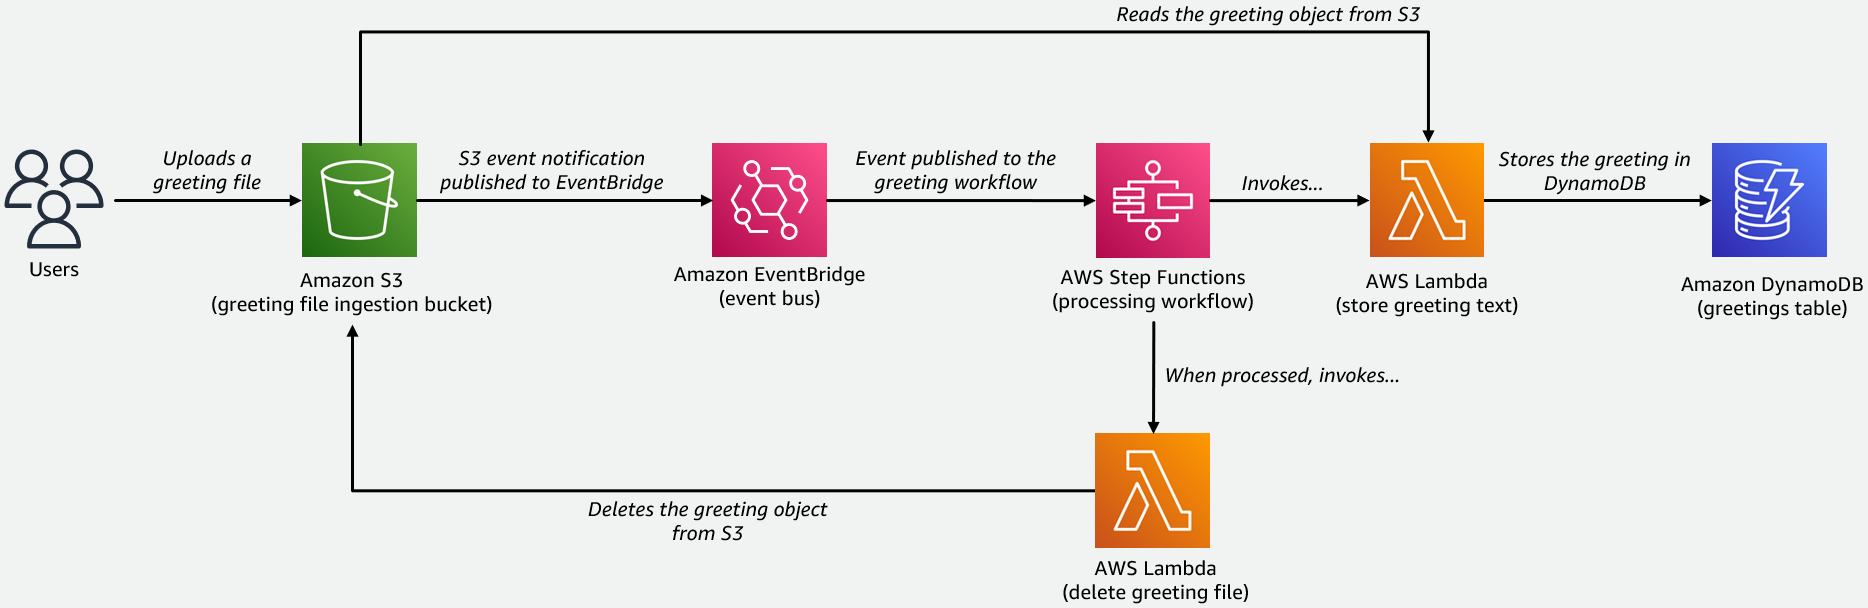 Reads the greeting object from S3
Uploads a
greeting file
S3 event notification
published to EventBridge
Event published to the
greeting workflow
Invokes...
Stores the greeting in
DynamoDB
Users
Amazon S3
(greeting file ingestion bucket)
Amazon EventBridge
(event bus)
AWS Step Functions
(processing workflow)
AWS Lambda
(store greeting text)
Amazon DynamoDB
(greetings table)
When processed, invokes...
Deletes the greeting object
from S3
AWS Lambda
(delete greeting file)